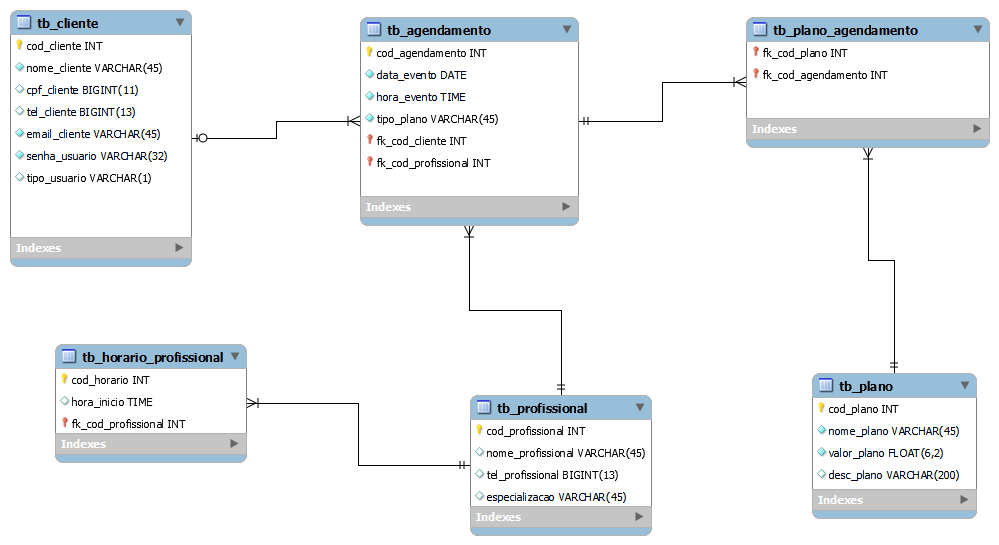 tb_cliente
cod_cliente INT
nome_cliente VARCHAR(45)
cpf_cliente BIGINT(11)
tel_cliente BIGINT(13)
email_cliente VARCHAR(45)
senha_usuario VARCHAR(32)
tipo_usuario VARCHAR(1)
Indexes
tb_agendamento
cod_agendamento INT
data_evento DATE
hora_evento TIME
tipo_plano VARCHAR(45)
fk_cod_cliente INT
fk_cod_profissional INT
Indexes
tb_plano_agendamento
fk_cod_plano INT
fk_cod_agendamento INT
Indexes
tb_horario_profissional
cod_horario INT
hora_inicio TIME
fk_cod_profissional INT
Indexes
tb_profissional
cod_profissional INT
nome_profissional VARCHAR(45)
tel_profissional BIGINT(13)
especializacao VARCHAR(45)
Indexes
tb_plano
cod_plano INT
nome_plano VARCHAR(45)
valor_plano FLOAT(6,2)
desc_plano VARCHAR(200)
Indexes